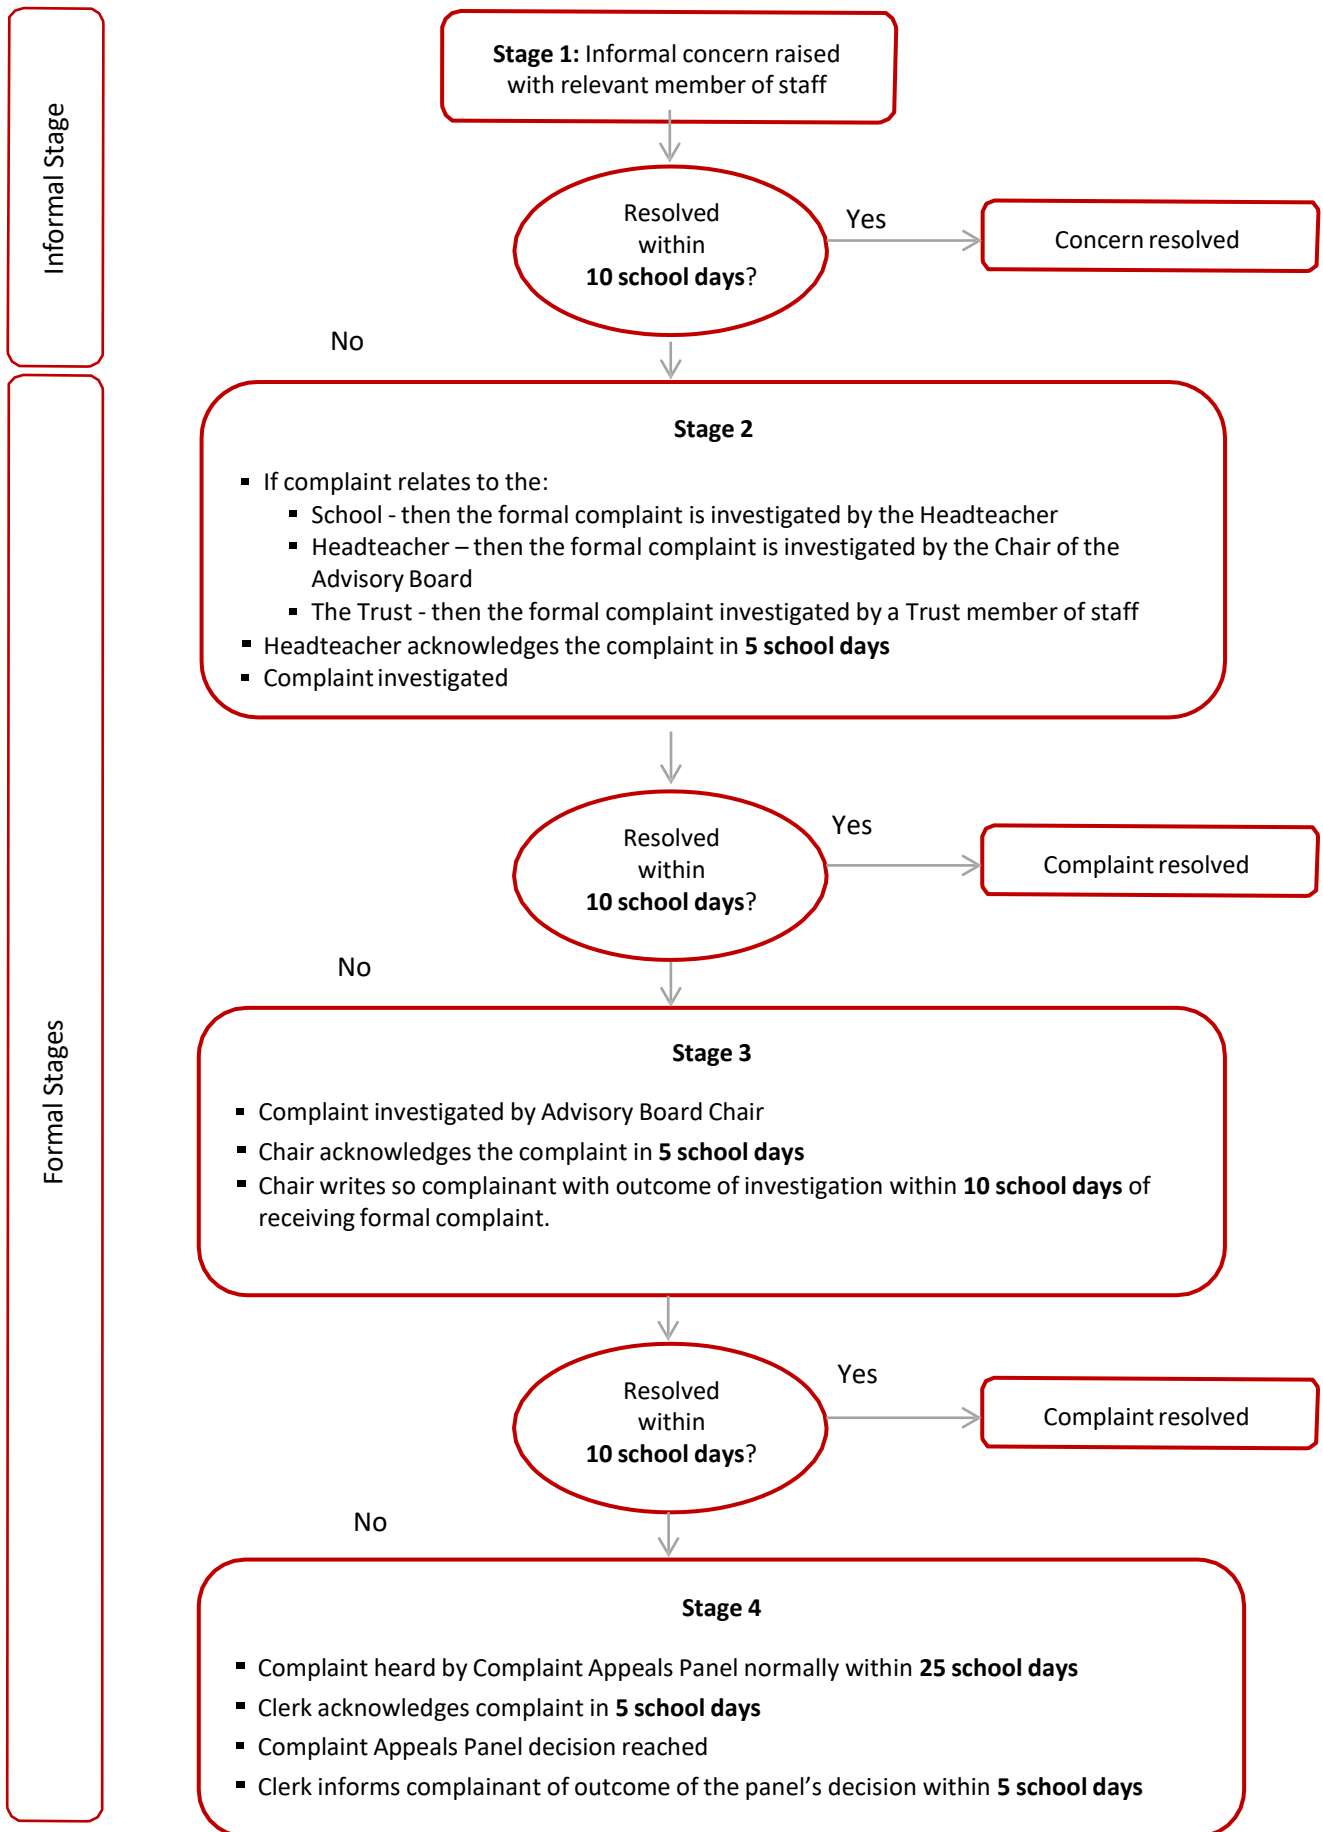 Informal Stage
Stage 1: Informal concern raised
with relevant member of staff
Resolved
within
10 school days?
Yes
Concern resolved
No
Formal Stages
Stage 2
▪ If complaint relates to the:
▪ School - then the formal complaint is investigated by the Headteacher
▪ Headteacher – then the formal complaint is investigated by the Chair of the
Advisory Board
▪ The Trust - then the formal complaint investigated by a Trust member of staff
▪ Headteacher acknowledges the complaint in 5 school days
▪ Complaint investigated
Resolved
within
10 school days?
Yes
Complaint resolved
No
Stage 3
▪ Complaint investigated by Advisory Board Chair
▪ Chair acknowledges the complaint in 5 school days
▪ Chair writes so complainant with outcome of investigation within 10 school days of
receiving formal complaint.
Resolved
within
10 school days?
Yes
Complaint resolved
No
Stage 4
▪ Complaint heard by Complaint Appeals Panel normally within 25 school days
▪ Clerk acknowledges complaint in 5 school days
▪ Complaint Appeals Panel decision reached
▪ Clerk informs complainant of outcome of the panel’s decision within 5 school days